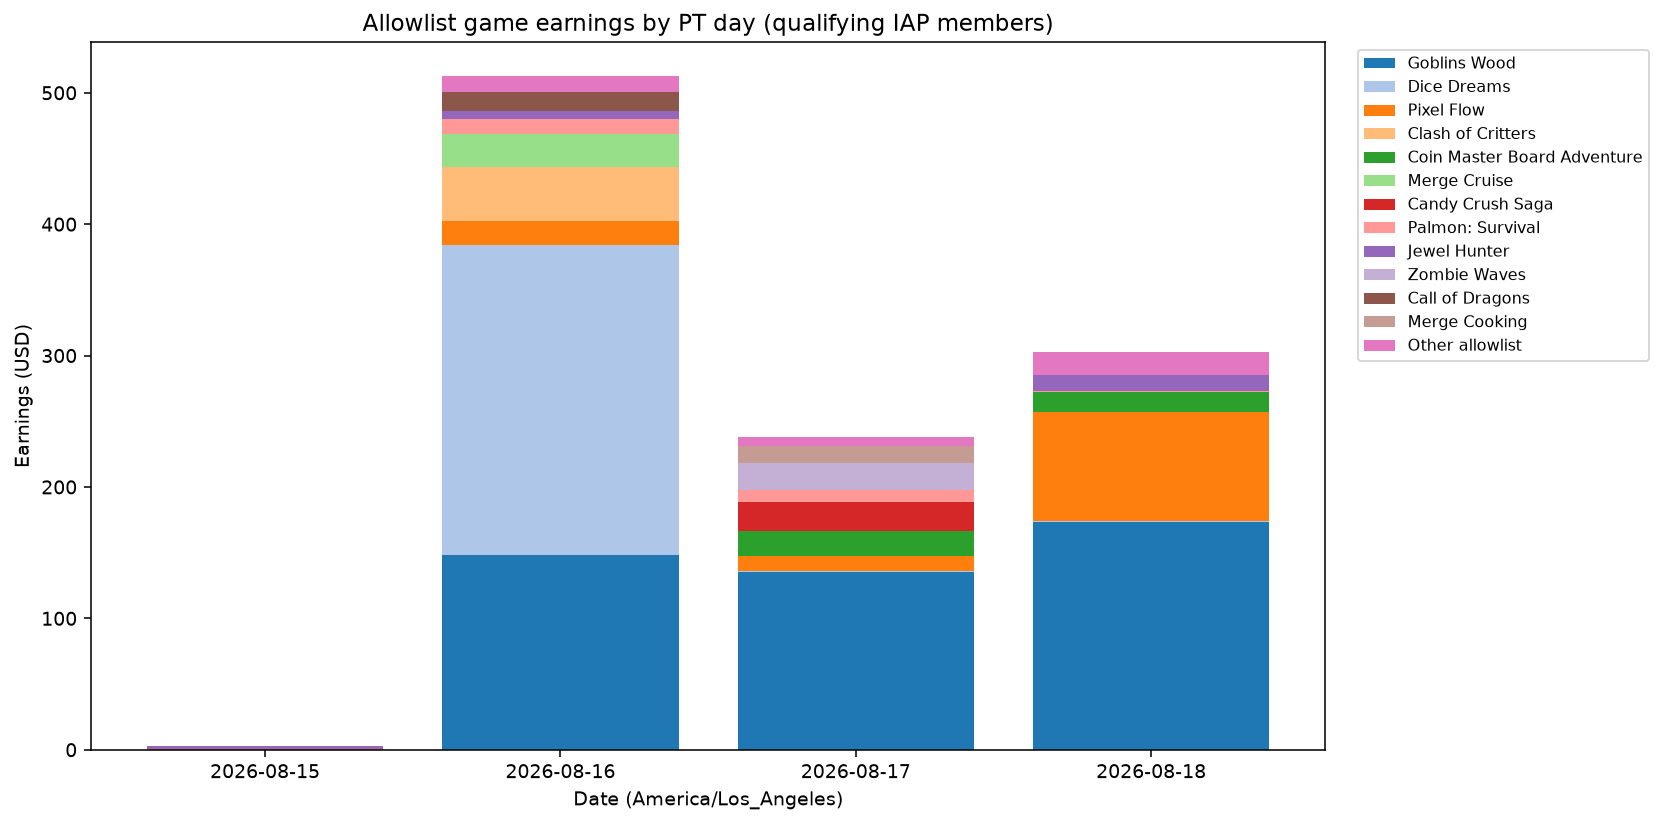 Allowlist game earnings by PT day (qualifying IAP members)
Earnings (USD)
500
400
300
200
100
0
2026-08-15
2026-08-16
2026-08-17
2026-08-18
Date (America/Los_Angeles)
Goblins Wood
Dice Dreams
Pixel Flow
Clash of Critters
Coin Master Board Adventure
Merge Cruise
Candy Crush Saga
Palmon: Survival
Jewel Hunter
Zombie Waves
Call of Dragons
Merge Cooking
Other allowlist